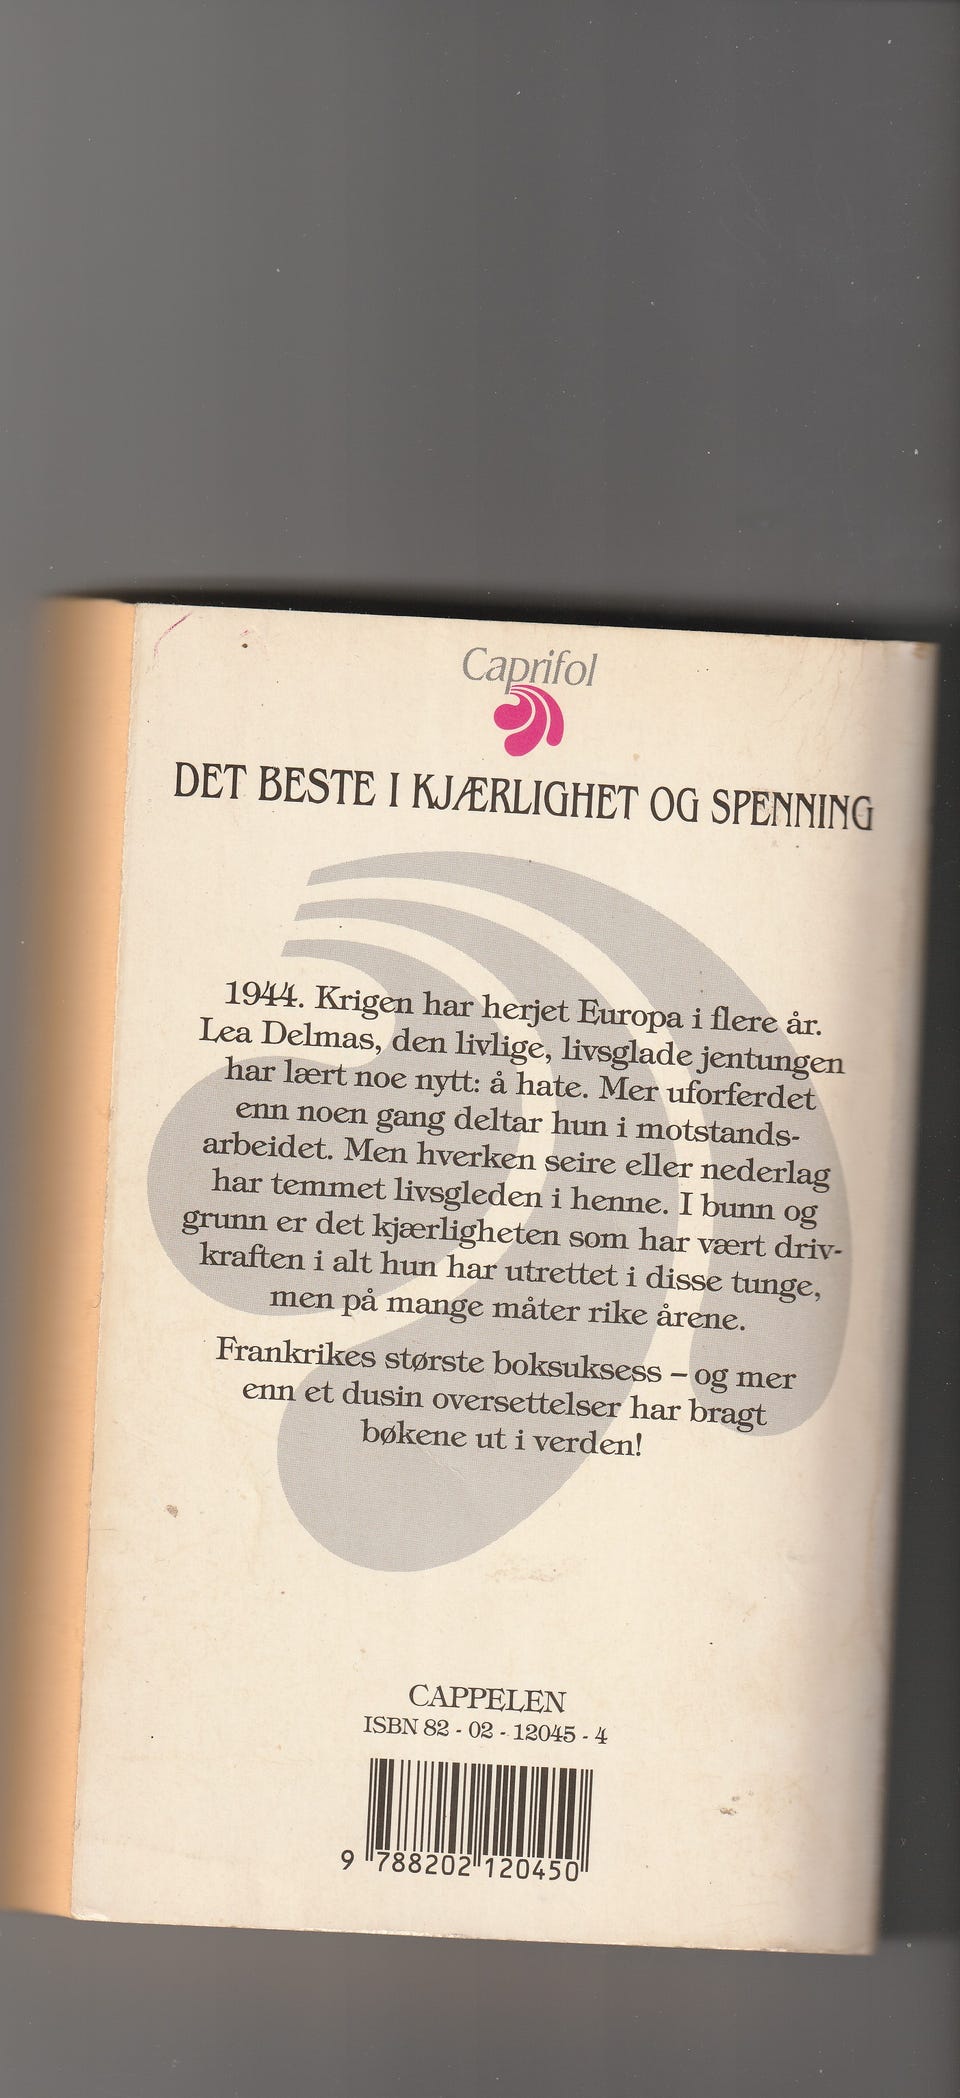 Caprifol
DET BESTE I KJÆRLIGHET OG SPENNING
1944. Krigen har herjet Europa i flere år.
Lea Delmas, den livlige, livsglade jentungen
har lært noe nytt: å hate. Mer uforferdet
enn noen gang deltar hun i motstands-
arbeidet. Men hverken seire eller nederlag
har temmet livsgleden i henne. I bunn og
grunn er det kjærligheten som har vært driv-
kraften i alt hun har utrettet i disse tunge,
men på mange måter rike årene.
Frankrikes største boksuksess – og mer
enn et dusin oversettelser har bragt
bøkene ut i verden!
CAPPELEN
ISBN 82 - 02 - 12045 - 4
9 788202 120450